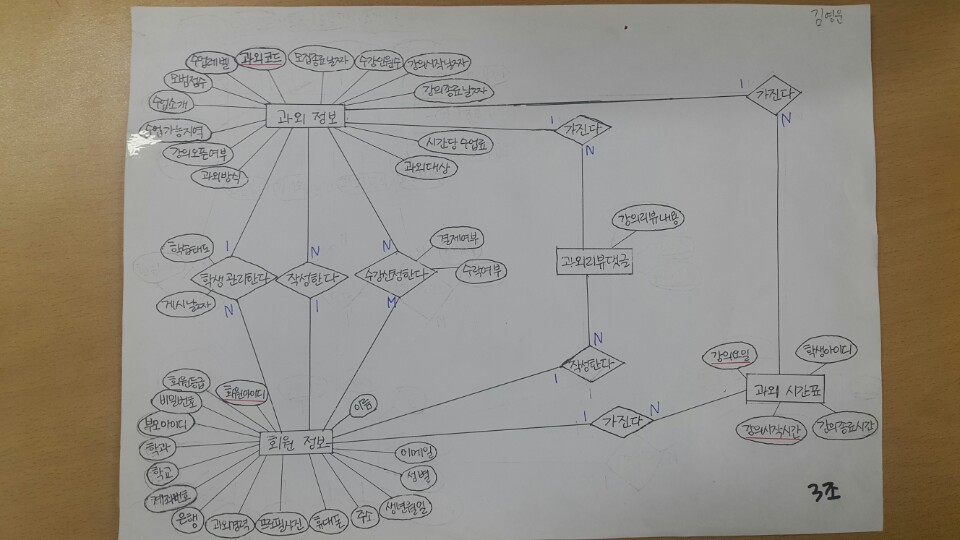 김영운
수업레벨
과외코드
모집종료날짜
수강인원수
강의시작날짜
모범점수
강의종료날짜
수업소개
과외 정보
수업가능지역
시간당 수업료
강의오픈여부
과외대상
과외방식
1
가진다
N
1
가진다
N
강의리뷰내용
과외리뷰댓글
학습태도
1
학생관리한다
N
게시날짜
N
작성한다
1
N
수강신청한다
M
결제여부
수락여부
N
작성한다
1
강의요일
학생아이디
과외 시간표
강의시작시간
강의종료시간
1
가진다
N
회원등급
회원아이디
이름
비밀번호
부모아이디
회원 정보
학과
이메일
학교
성별
계좌번호
생년월일
은행
과외경력
프로필사진
휴대폰
주소
3조